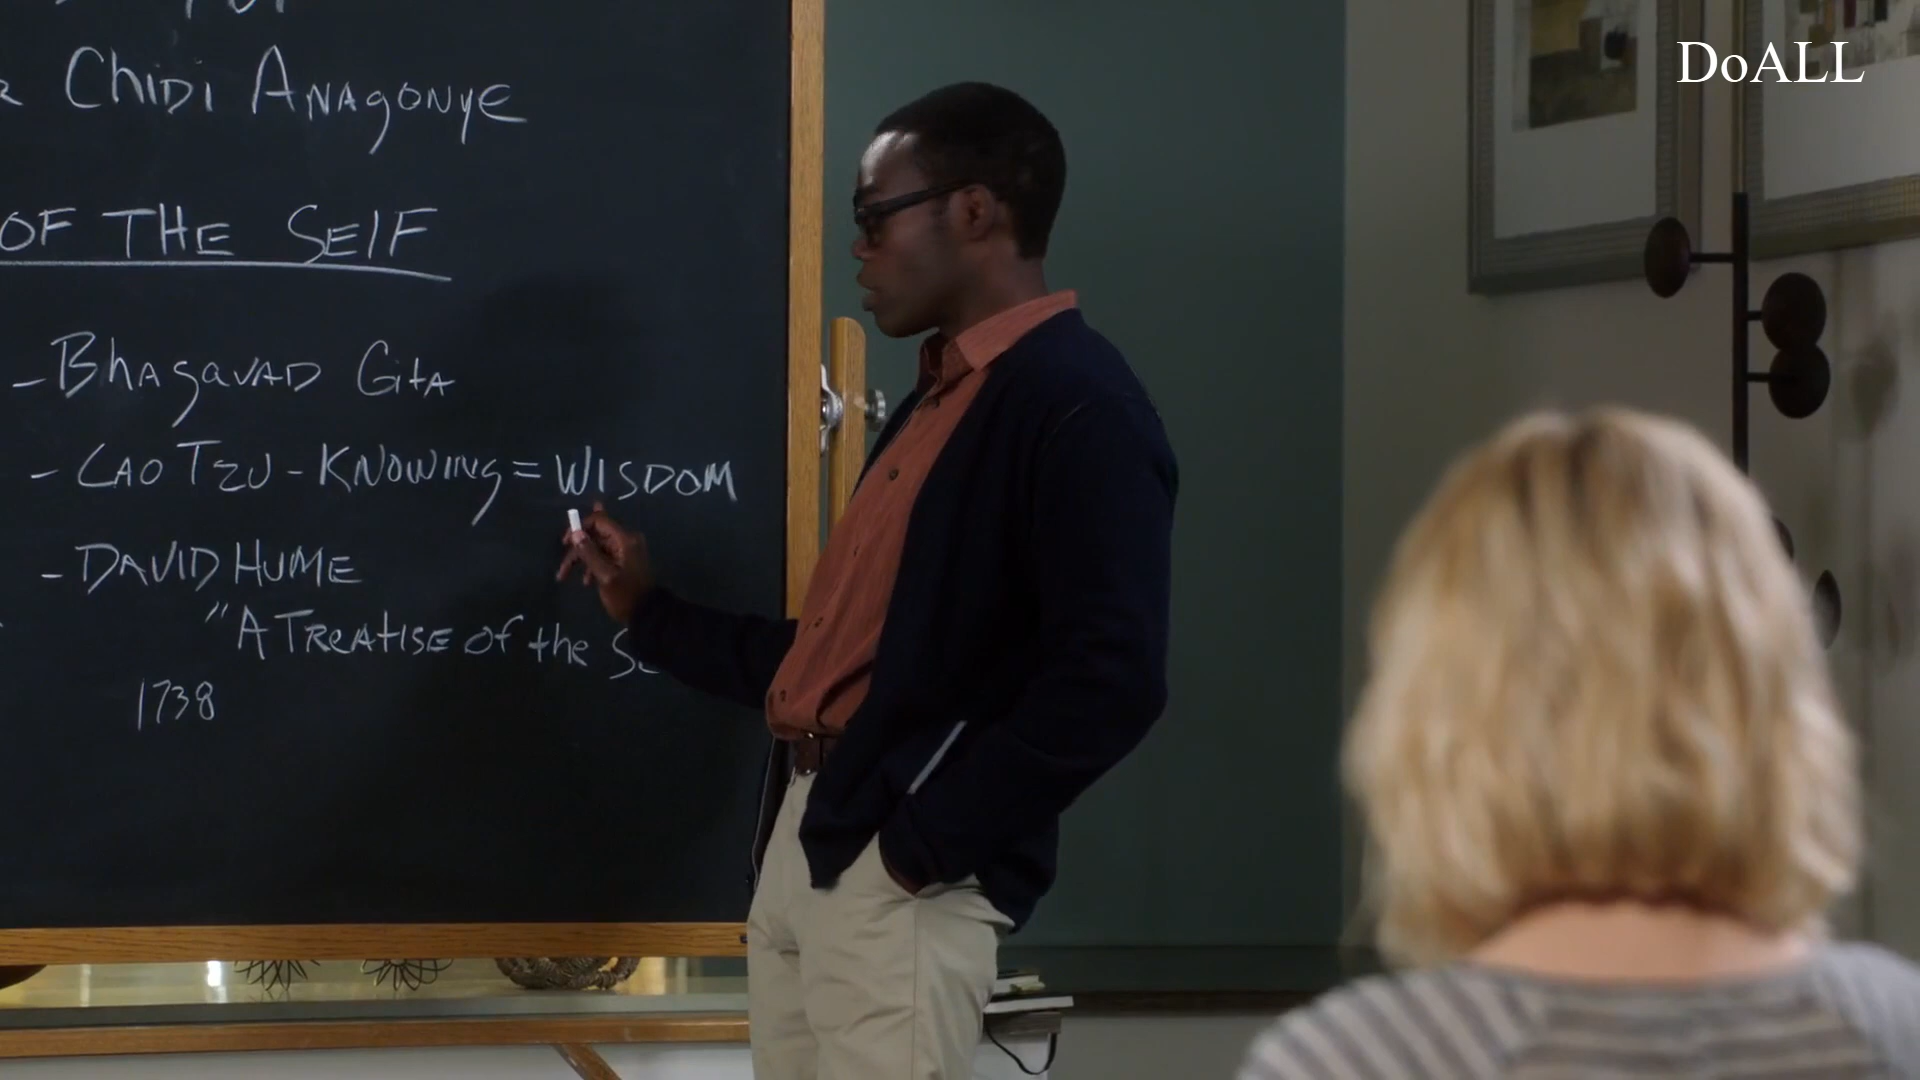 Chidi Anagonye
OF THE SELF
- Bhagavad Gita
- LAO TZU - KNOWING = WISDOM
- DAVID HUME
"A Treatise of the
1738
DoALL